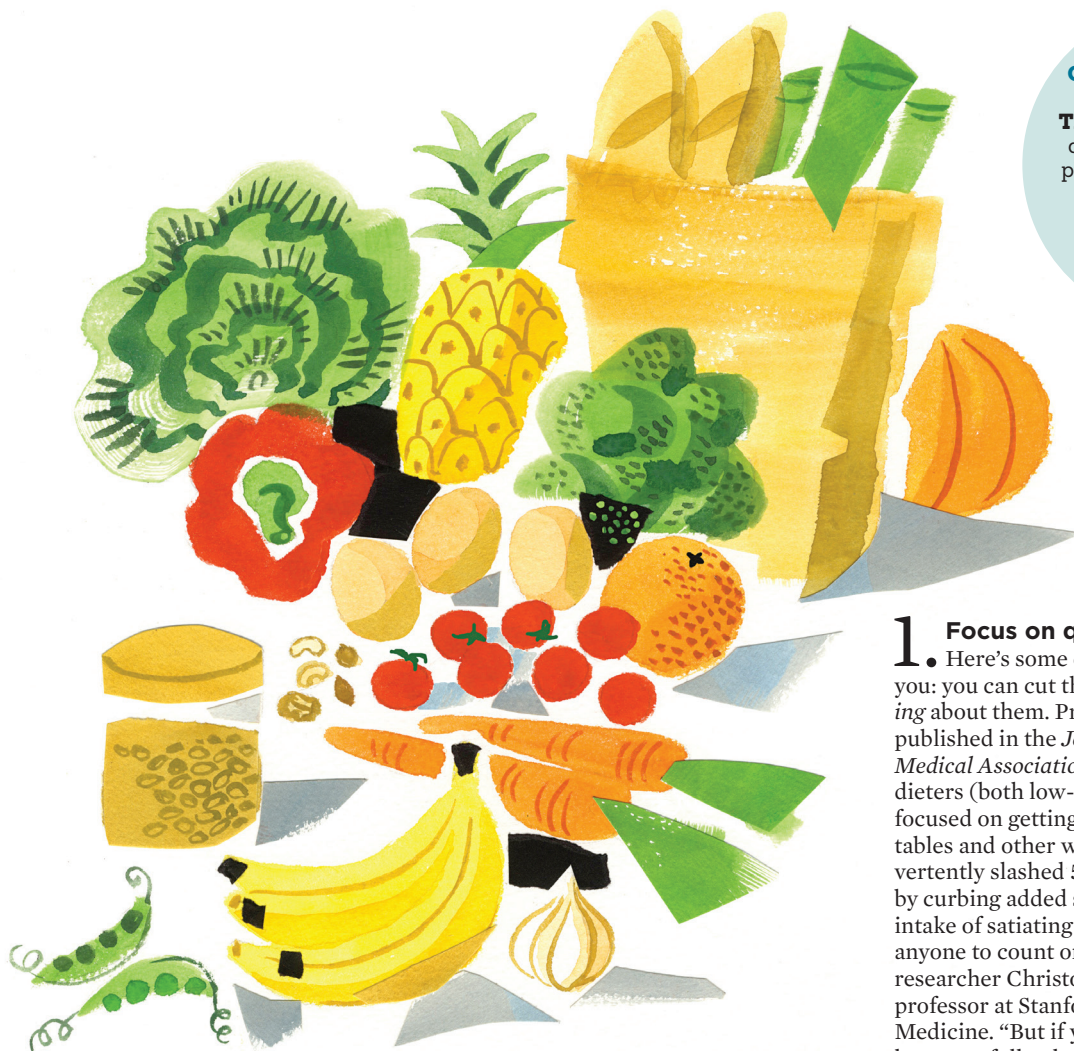 T
1. Focus on q
Here's some
you: you can cut th
ing about them. Pr
published in the J
Medical Associatio
dieters (both low-
focused on getting
tables and other w
vertently slashed 5
by curbing added s
intake of satiating
anyone to count or
researcher Christo
professor at Stanf
Medicine. “But if y